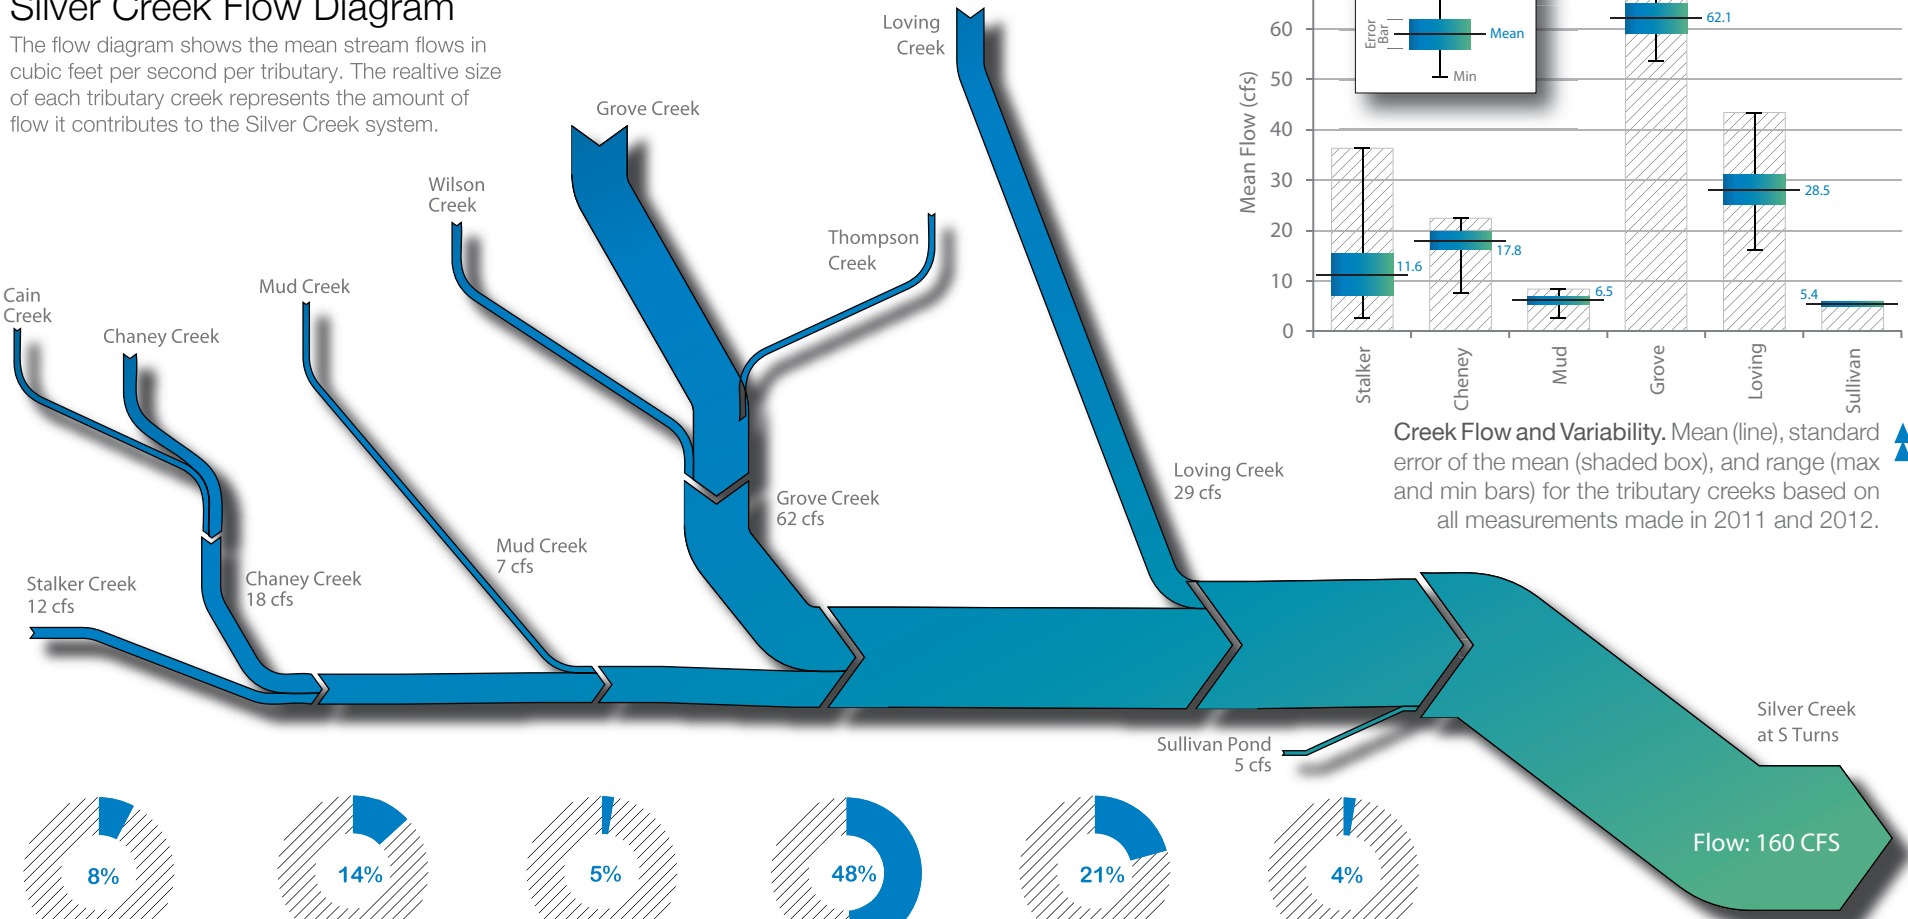 Silver Creek Flow Diagram
The flow diagram shows the mean stream flows in
cubic feet per second per tributary. The realtive size
of each tributary creek represents the amount of
flow it contributes to the Silver Creek system.
Loving
Creek
Grove Creek
Wilson
Creek
Thompson
Creek
Mud Creek
Cain
Creek
Chaney Creek
Loving Creek
29 cfs
Grove Creek
62 cfs
Mud Creek
7 cfs
Chaney Creek
18 cfs
Stalker Creek
12 cfs
Sullivan Pond
5 cfs
Silver Creek
at S Turns
Flow: 160 CFS
Mean Flow (cfs)
60
50
40
30
20
10
0
Error
Bar
Mean
Min
11.6
17.8
6.5
62.1
28.5
5.4
Stalker
Cheney
Mud
Grove
Loving
Sullivan
Creek Flow and Variability. Mean (line), standard
error of the mean (shaded box), and range (max
and min bars) for the tributary creeks based on
all measurements made in 2011 and 2012.
8%
14%
5%
48%
21%
4%